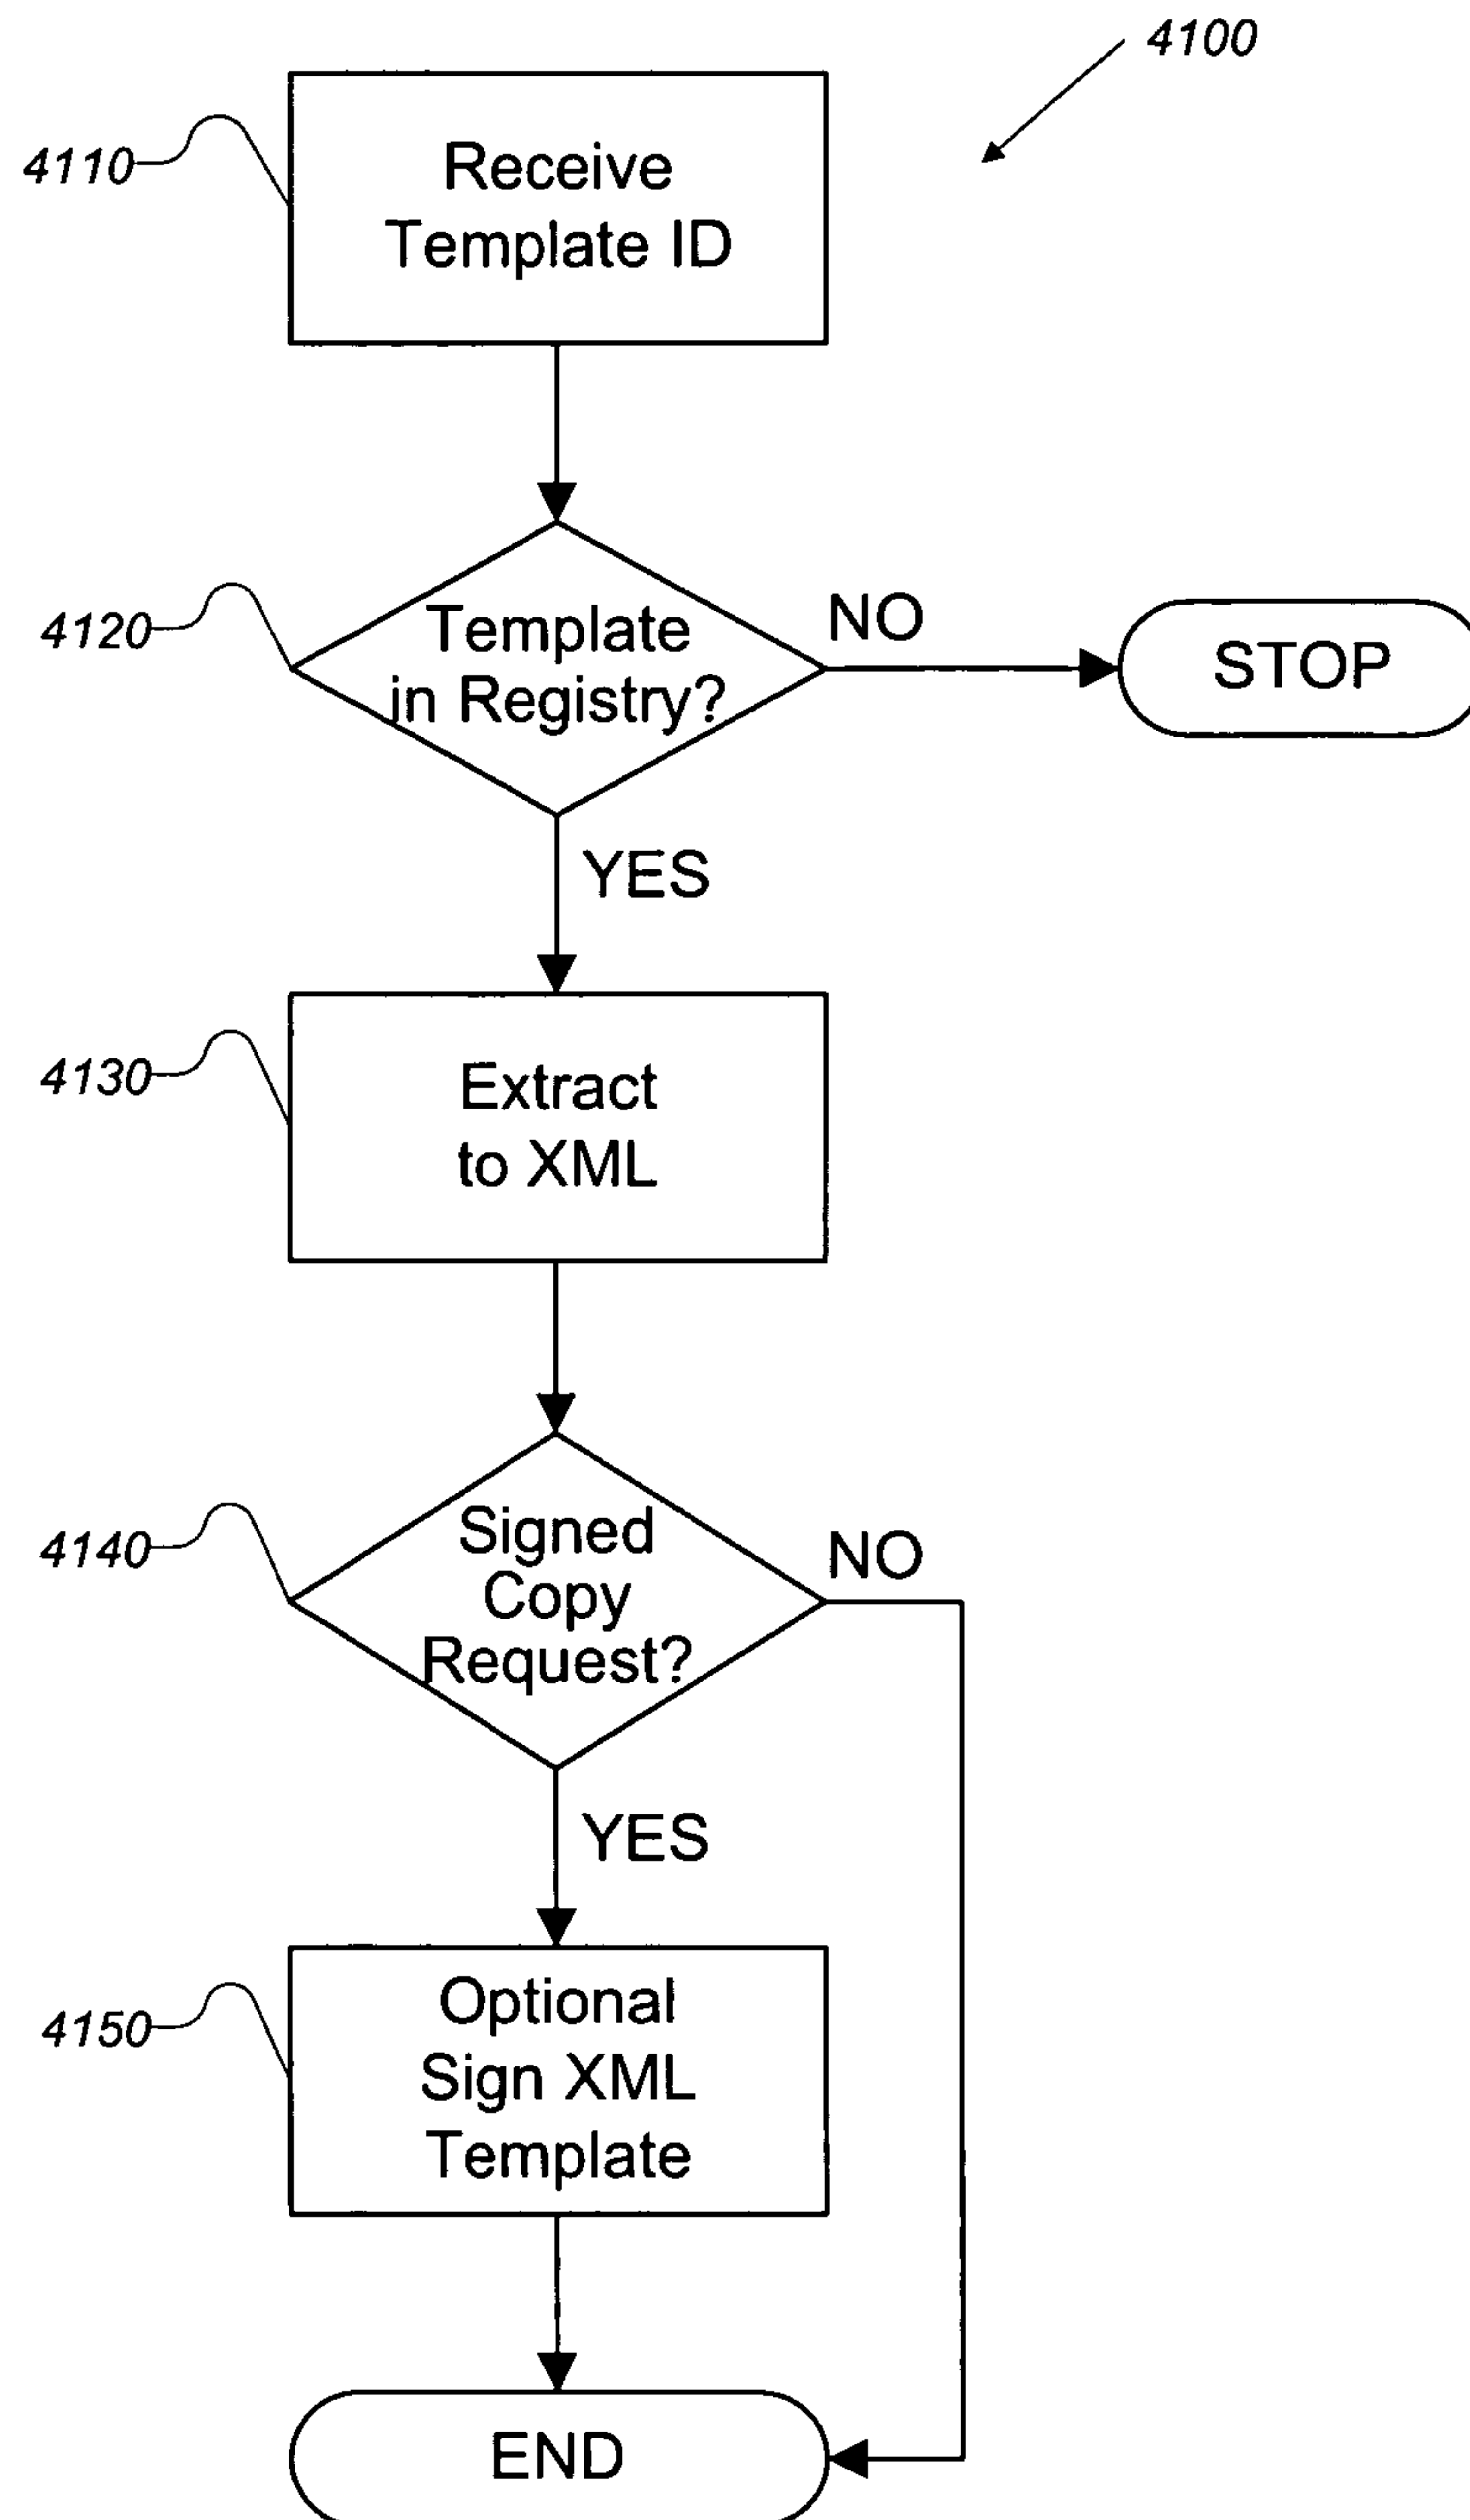 4100
4110
Receive
Template ID
4120
Template
in Registry?
NO
STOP
YES
4130
Extract
to XML
4140
Signed
Copy
Request?
NO
YES
4150
Optional
Sign XML
Template
END